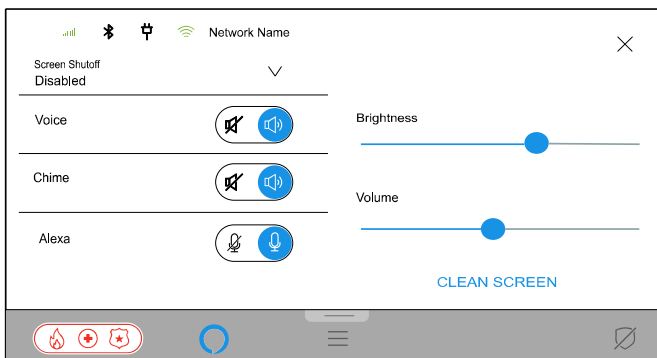 Network Name
Screen Shutoff
Disabled
Voice
Chime
Alexa
Brightness
Volume
CLEAN SCREEN